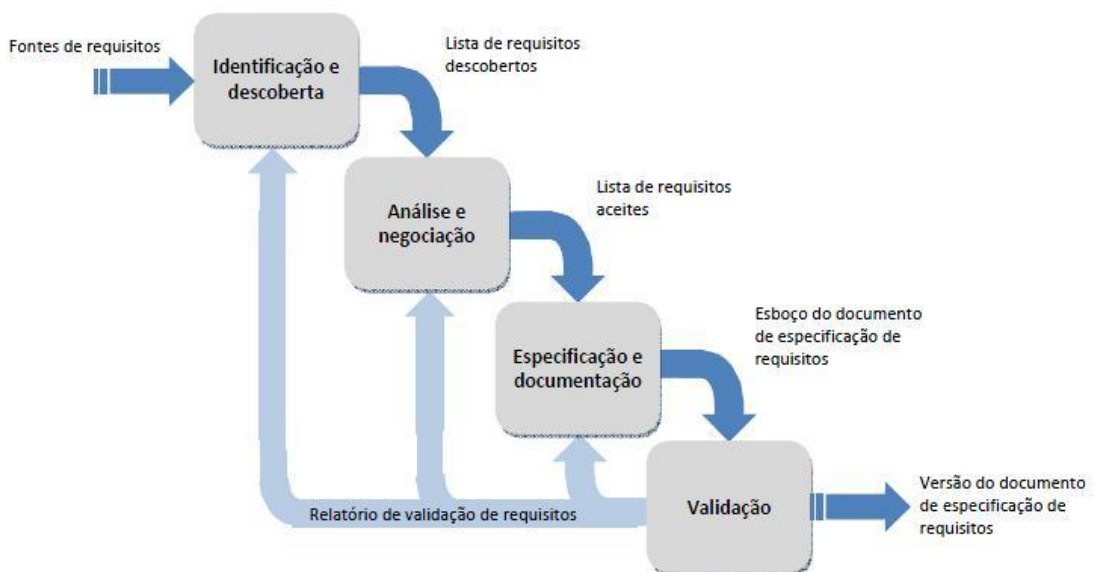 Fontes de requisitos
Identificação e
descoberta
Lista de requisitos
descobertos
Análise e
negociação
Lista de requisitos
aceites
Especificação e
documentação
Esboço do documento
de especificação de
requisitos
Validação
Relatório de validação de requisitos
Versão do documento
de especificação de
requisitos